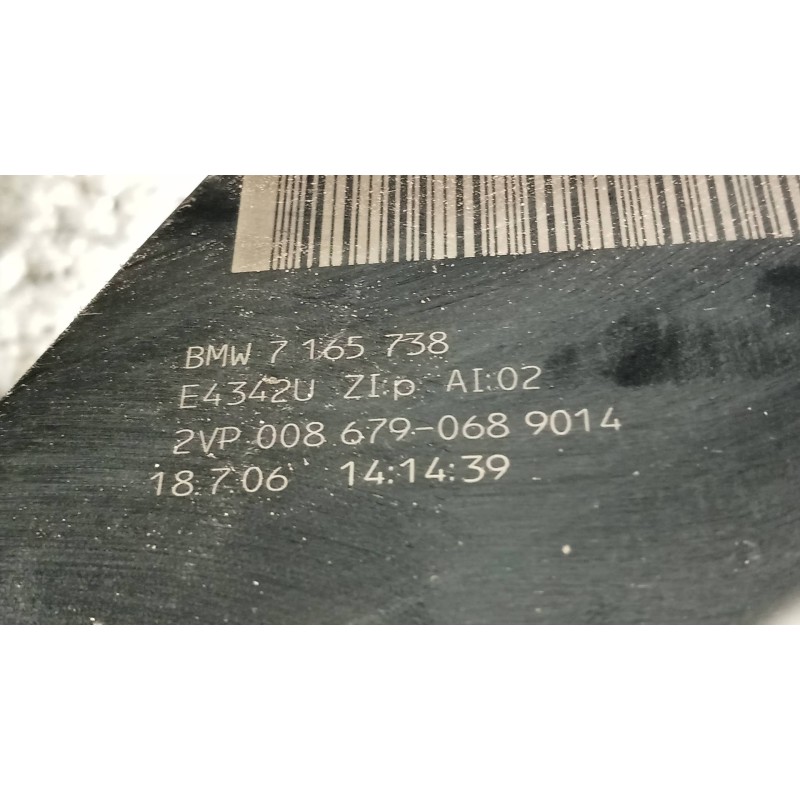 BMW 7 165 738
E4342U ZI:p AI:02
2VP 008 679-068 9014
18.7.06 14:14:39